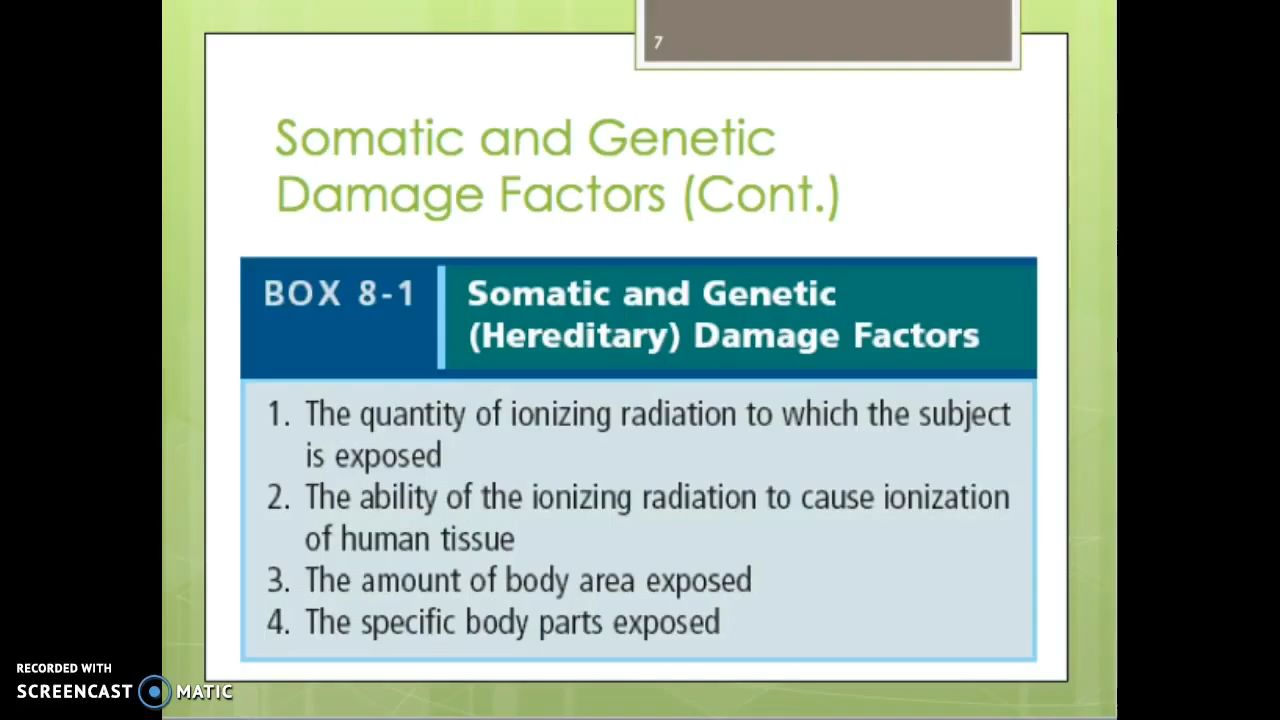 7
Somatic and Genetic
Damage Factors (Cont.)
BOX 8-1
Somatic and Genetic
(Hereditary) Damage Factors
1. The quantity of ionizing radiation to which the subject
is exposed
2. The ability of the ionizing radiation to cause ionization
of human tissue
3. The amount of body area exposed
4. The specific body parts exposed
RECORDED WITH
SCREENCAST MATIC